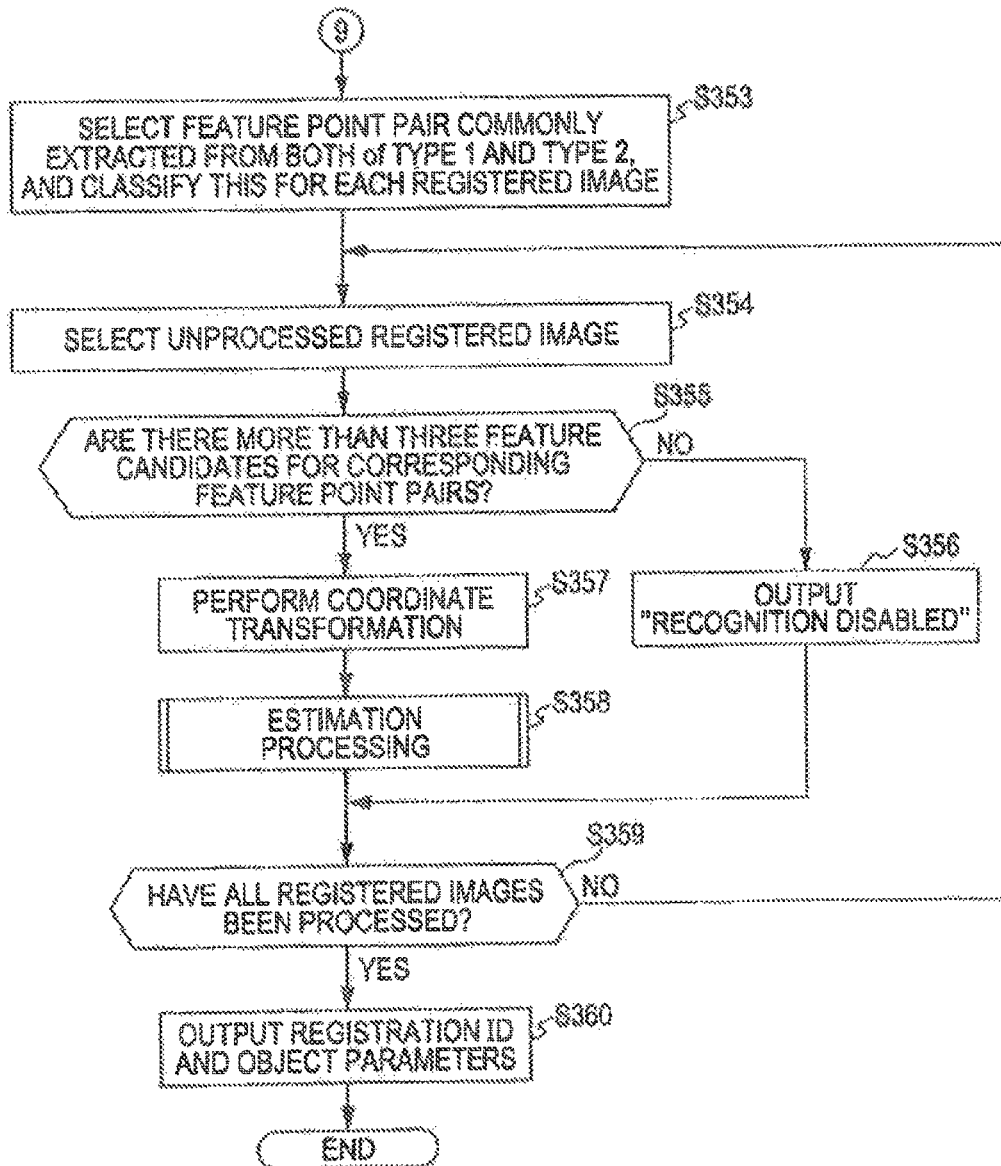 9
S353
SELECT FEATURE POINT PAIR COMMONLY
EXTRACTED FROM BOTH of TYPE 1 AND TYPE 2,
AND CLASSIFY THIS FOR EACH REGISTERED IMAGE
S354
SELECT UNPROCESSED REGISTERED IMAGE
S355
ARE THERE MORE THAN THREE FEATURE
CANDIDATES FOR CORRESPONDING
FEATURE POINT PAIRS?
NO
YES
S356
OUTPUT
"RECOGNITION DISABLED"
S357
PERFORM COORDINATE
TRANSFORMATION
S358
ESTIMATION
PROCESSING
S359
HAVE ALL REGISTERED IMAGES
BEEN PROCESSED?
NO
YES
S360
OUTPUT REGISTRATION ID
AND OBJECT PARAMETERS
END